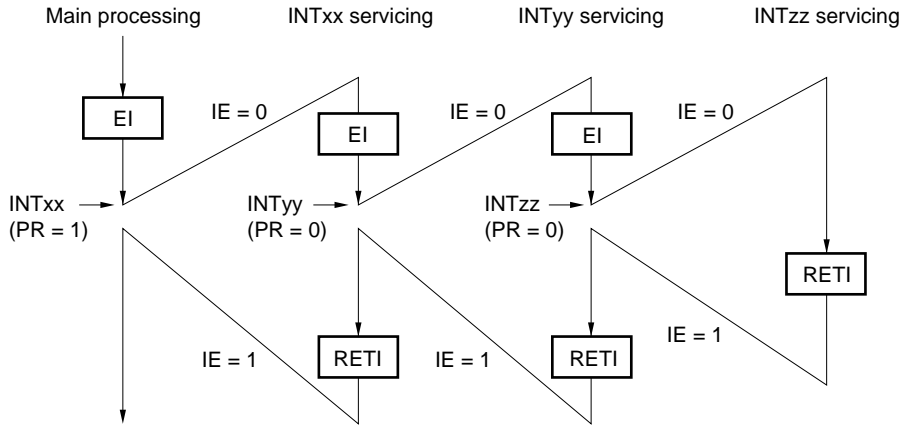 Main processing
INTxx servicing
INTyy servicing
INTzz servicing
EI
IE = 0
EI
IE = 0
EI
IE = 0
INTxx
(PR = 1)
INTyy
(PR = 0)
INTzz
(PR = 0)
RETI
IE = 1
RETI
IE = 1
RETI
IE = 1